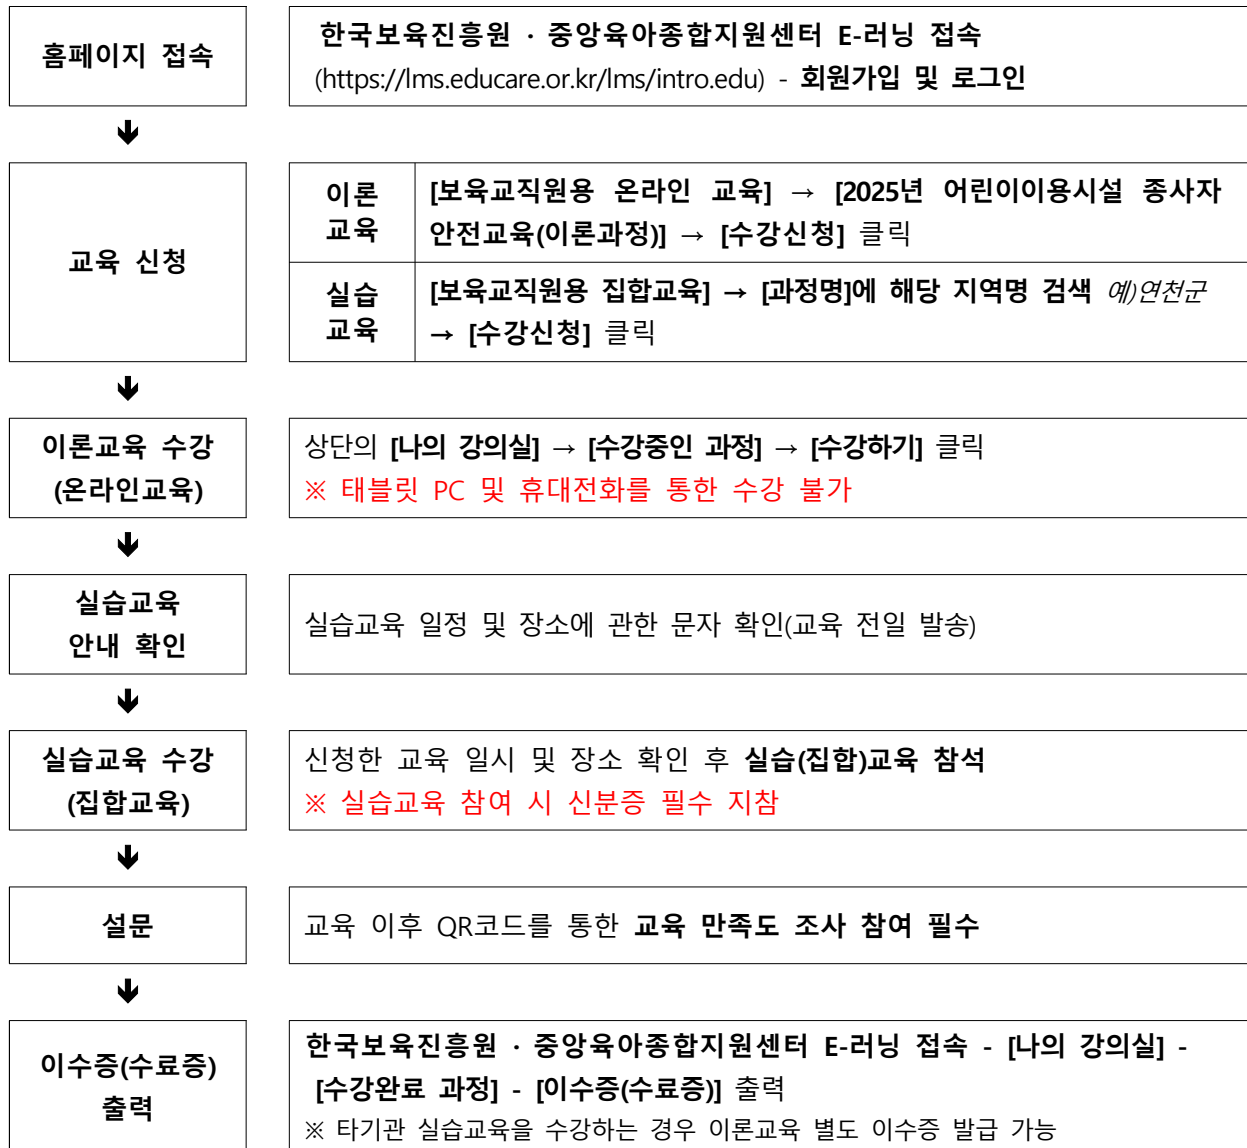 홈페이지 접속
한국보육진흥원 · 중앙육아종합지원센터 E-러닝 접속
(https://lms.educare.or.kr/lms/intro.edu) - 회원가입 및 로그인
교육 신청
이론
교육
[보육교직원용 온라인 교육] → [2025년 어린이이용시설 종사자
안전교육(이론과정)] → [수강신청] 클릭
실습
교육
[보육교직원용 집합교육] → [과정명]에 해당 지역명 검색 예)연천군
→ [수강신청] 클릭
이론교육 수강
(온라인교육)
상단의 [나의 강의실] → [수강중인 과정] → [수강하기] 클릭
※ 태블릿 PC 및 휴대전화를 통한 수강 불가
실습교육
안내 확인
실습교육 일정 및 장소에 관한 문자 확인(교육 전일 발송)
실습교육 수강
(집합교육)
신청한 교육 일시 및 장소 확인 후 실습(집합)교육 참석
※ 실습교육 참여 시 신분증 필수 지참
설문
교육 이후 QR코드를 통한 교육 만족도 조사 참여 필수
이수증(수료증)
출력
한국보육진흥원 · 중앙육아종합지원센터 E-러닝 접속 - [나의 강의실] -
[수강완료 과정] - [이수증(수료증)] 출력
※ 타기관 실습교육을 수강하는 경우 이론교육 별도 이수증 발급 가능